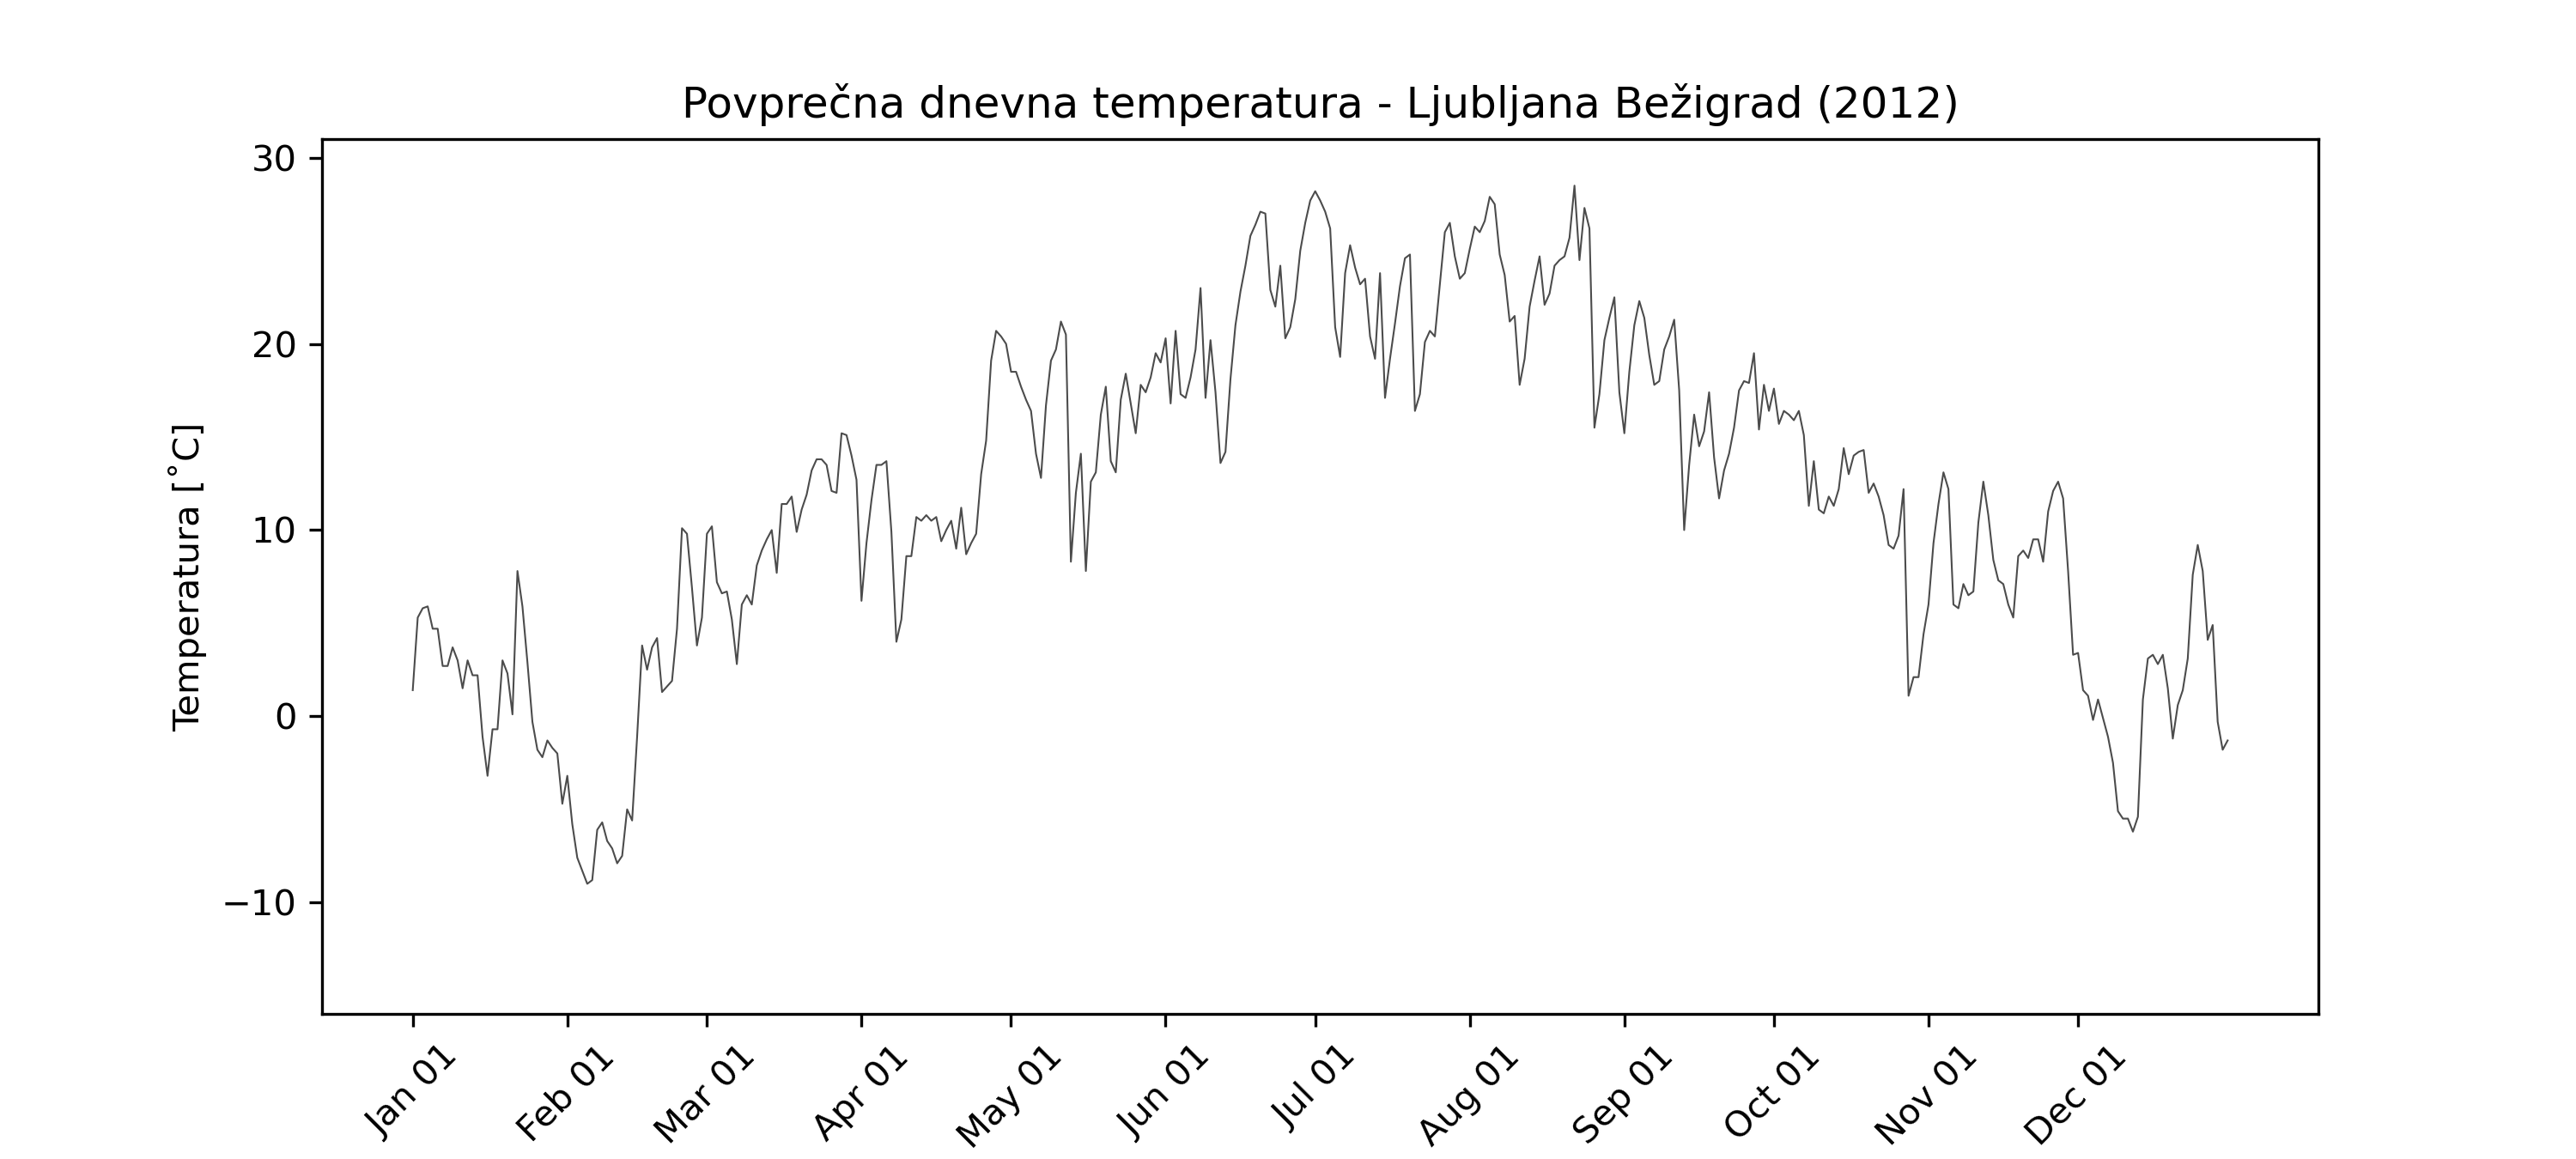 Povprečna dnevna temperatura - Ljubljana Bežigrad (2012)
30
20
10
0
−10
Temperatura [˚C]
Jan 01
Feb 01
Mar 01
Apr 01
May 01
Jun 01
Jul 01
Aug 01
Sep 01
Oct 01
Nov 01
Dec 01